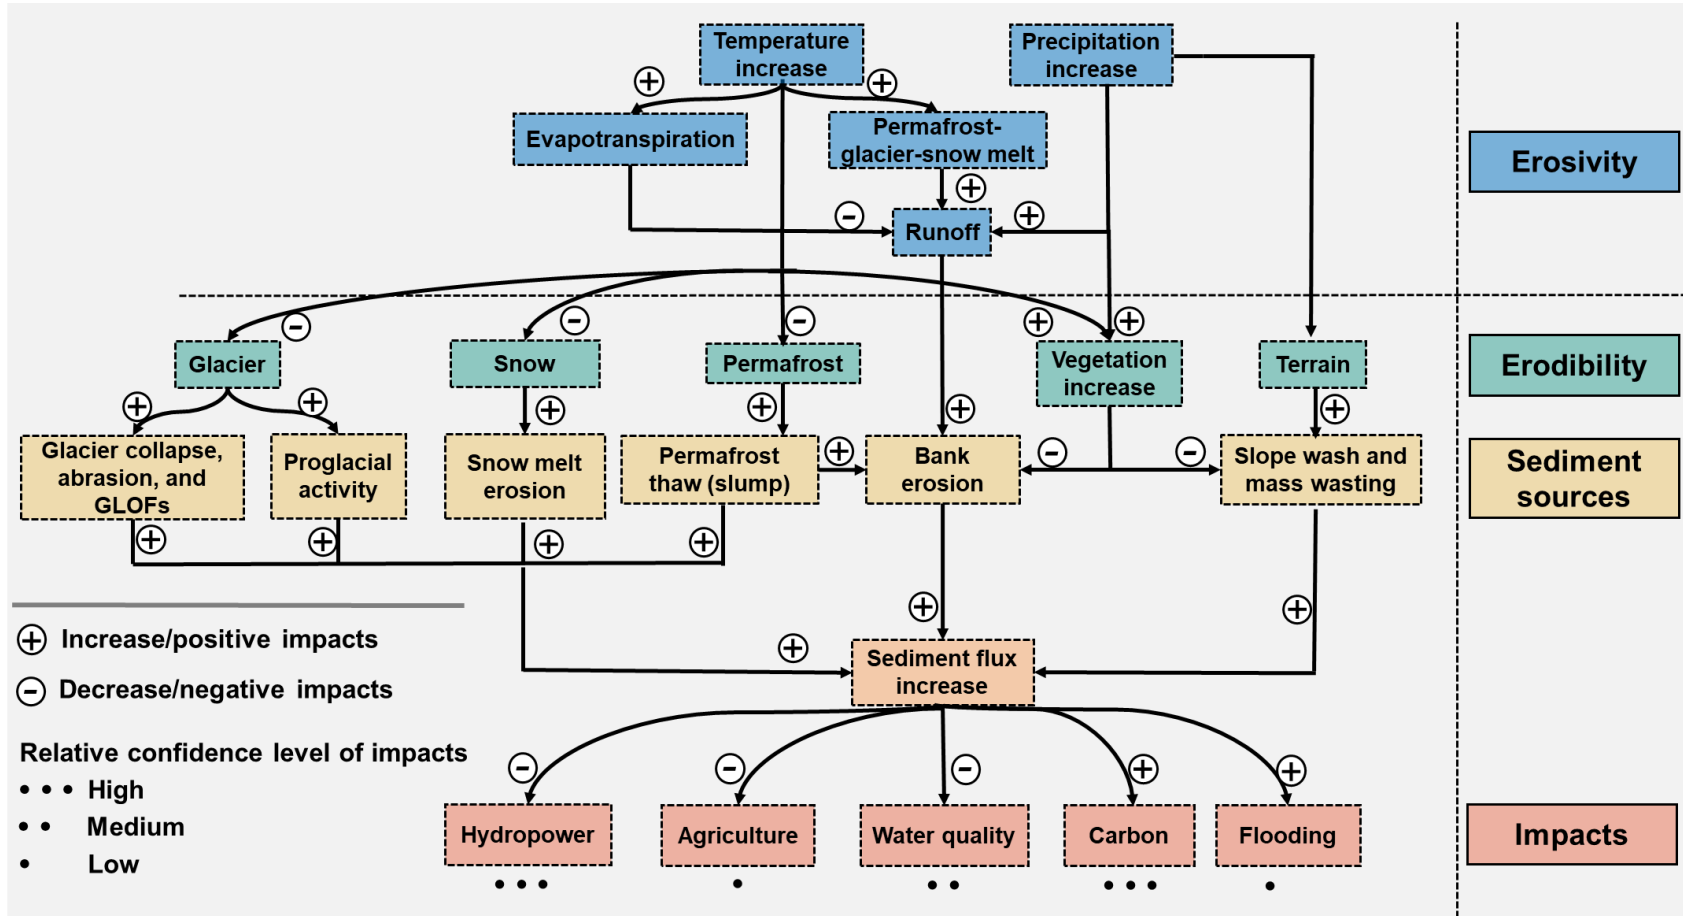 Temperature
increase
Precipitation
increase
+
+
Evapotranspiration
Permafrost-
glacier-snow melt
Erosivity
+
-
+
Runoff
-
-
-
+
+
Glacier
Snow
Permafrost
Vegetation
increase
Terrain
Erodibility
+
+
+
+
+
+
Glacier collapse,
abrasion, and
GLOFs
Proglacial
activity
Snow melt
erosion
Permafrost
thaw (slump)
+
Bank
erosion
-
-
Slope wash and
mass wasting
Sediment
sources
+
+
+
+
+
+
+
Sediment flux
increase
+ Increase/positive impacts
- Decrease/negative impacts
Relative confidence level of impacts
• • • High
• • Medium
• Low
-
-
-
+
+
Hydropower
Agriculture
Water quality
Carbon
Flooding
Impacts
• • •
•
• •
• • •
•